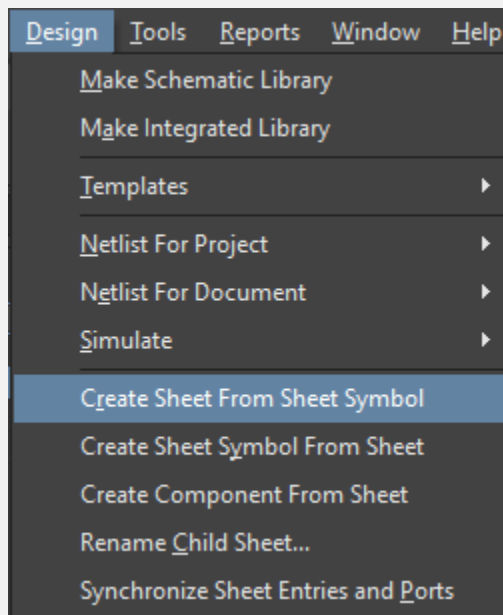 Design Tools Reports Window Help
Make Schematic Library
Make Integrated Library
Templates
Netlist For Project
Netlist For Document
Simulate
Create Sheet From Sheet Symbol
Create Sheet Symbol From Sheet
Create Component From Sheet
Rename Child Sheet...
Synchronize Sheet Entries and Ports